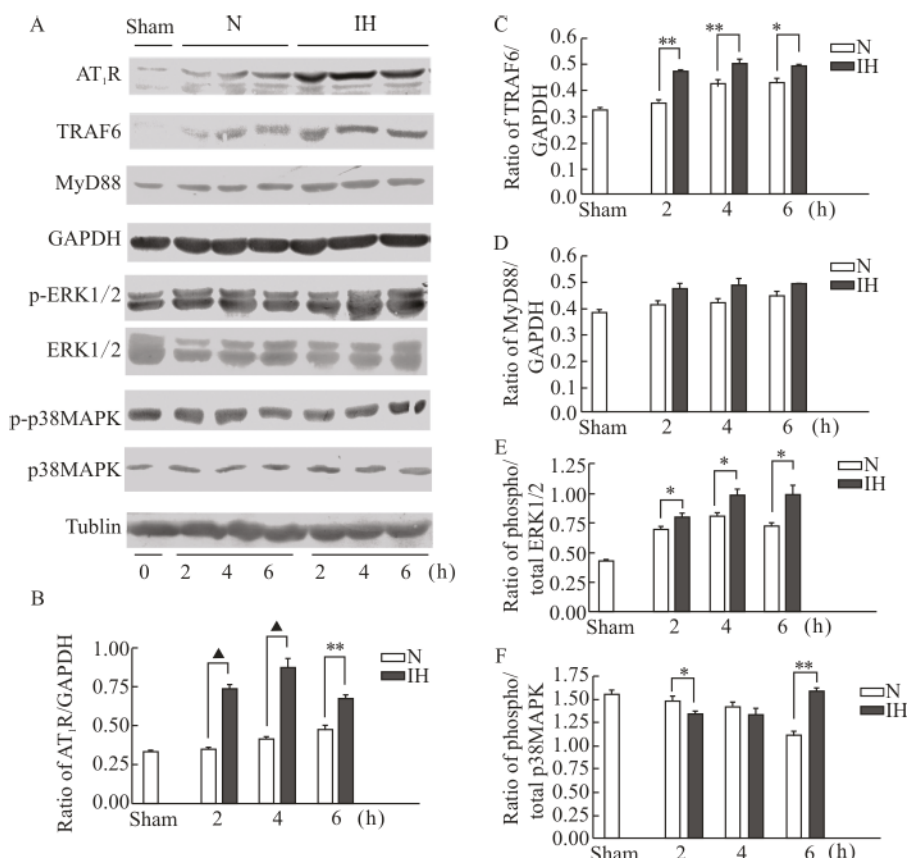 A
Sham
N
IH
AT₁R
TRAF6
MyD88
GAPDH
p-ERK1/2
ERK1/2
p-p38MAPK
p38MAPK
Tublin
0 2 4 6 2 4 6 (h)
B
Ratio of AT₁R/GAPDH
1.00
0.75
0.50
0.25
0.00
▲
▲
**
N
IH
Sham 2 4 6 (h)
C
Ratio of TRAF6/
GAPDH
0.6
0.5
0.4
0.3
0.2
0.1
0.0
**
**
*
N
IH
Sham 2 4 6 (h)
D
Ratio of MyD88/
GAPDH
0.6
0.5
0.4
0.3
0.2
0.1
0.0
N
IH
Sham 2 4 6 (h)
E
Ratio of phospho/
total ERK1/2
1.25
1.00
0.75
0.50
0.25
0.00
*
*
*
N
IH
Sham 2 4 6 (h)
F
Ratio of phospho/
total p38MAPK
1.75
1.50
1.25
1.00
0.75
0.50
0.25
0.00
*
**
N
IH
Sham 2 4 6 (h)